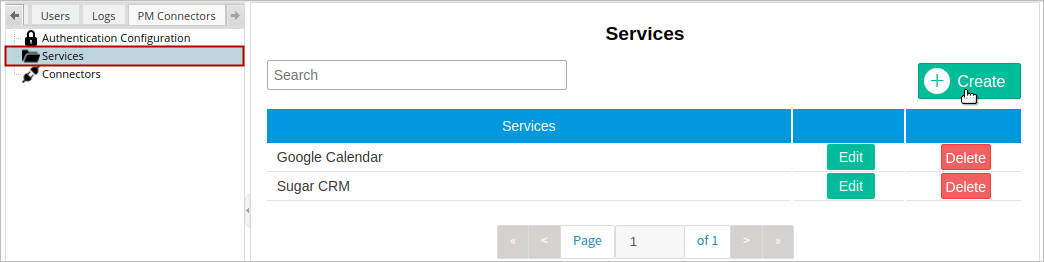 Users Logs PM Connectors
Authentication Configuration
Services
Connectors
Services
Search
Create
Services
Google Calendar Edit Delete
Sugar CRM Edit Delete
« < Page 1 of 1 > »